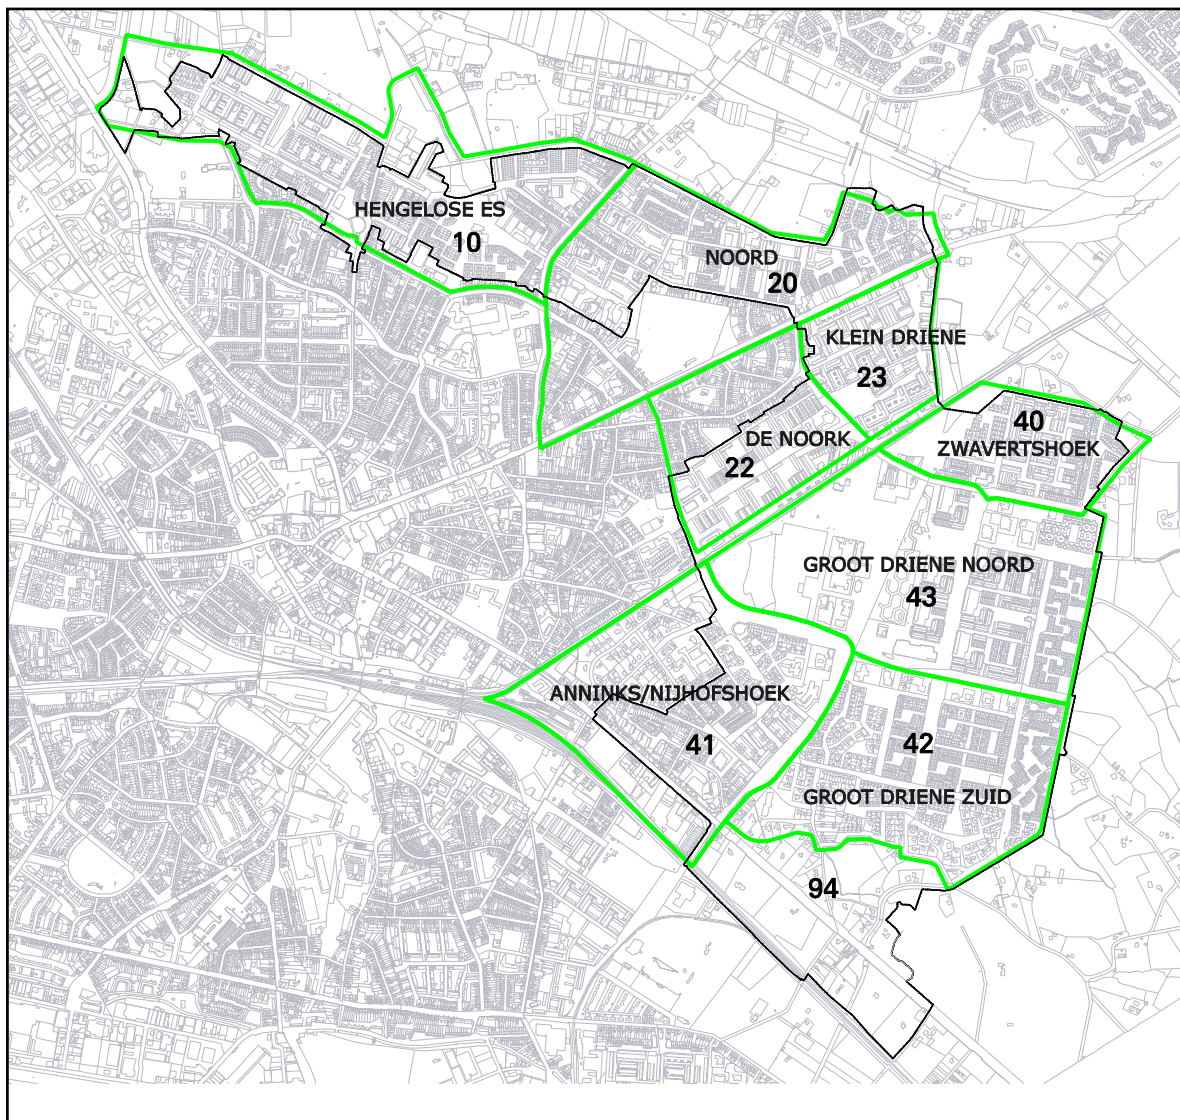 HENGELOSE ES
10
NOORD
20
KLEIN DRIENE
23
40
ZWAVERTSHOEK
DE NOORK
22
GROOT DRIENE NOORD
43
ANNINKS/NIJHOFSHOEK
41
42
GROOT DRIENE ZUID
94